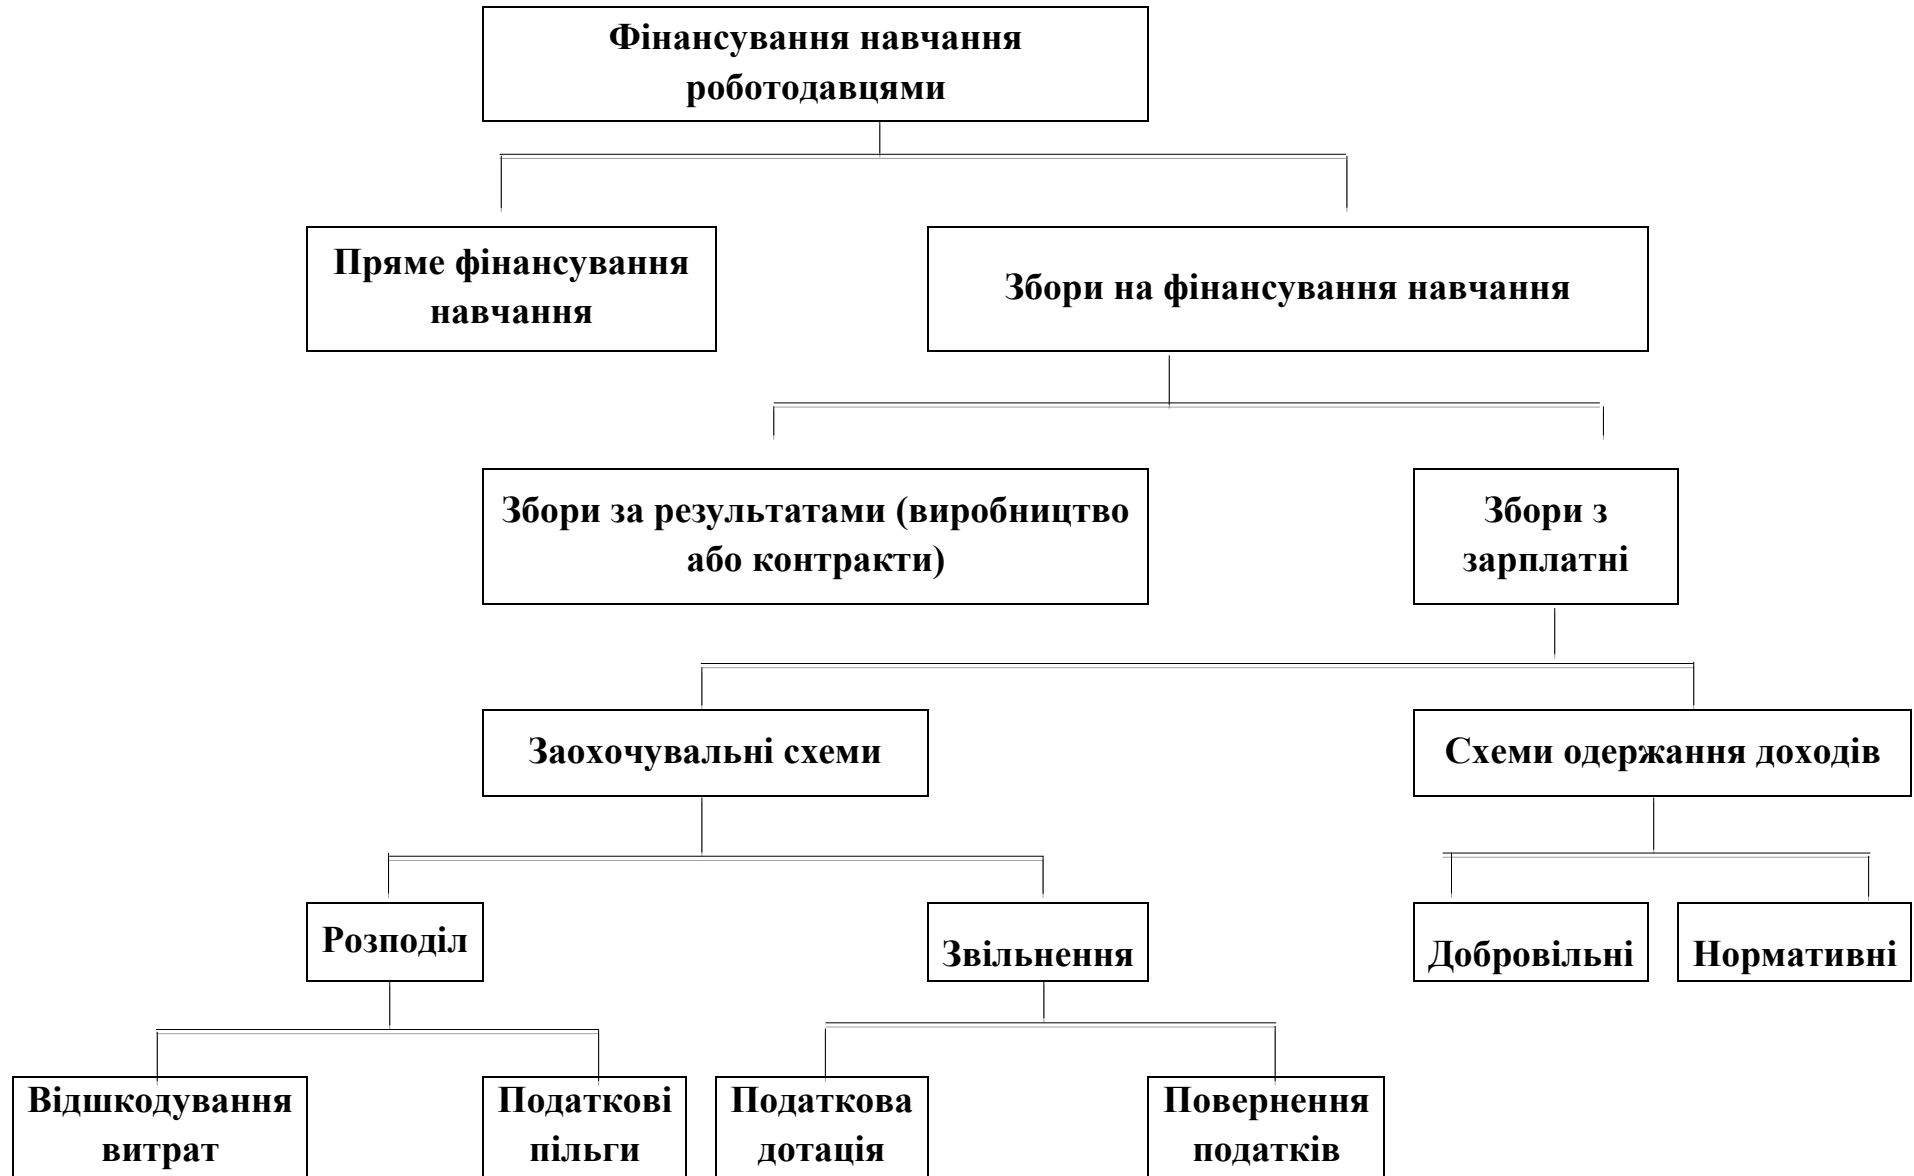 Фінансування навчання
роботодавцями
Пряме фінансування
навчання
Збори на фінансування навчання
Збори за результатами (виробництво
або контракти)
Збори з
зарплатні
Заохочувальні схеми
Схеми одержання доходів
Розподіл
Звільнення
Добровільні
Нормативні
Відшкодування
витрат
Податкові
пільги
Податкова
дотація
Повернення
податків